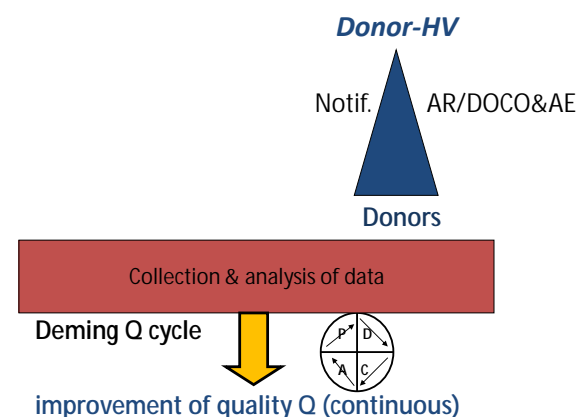 Donor-HV
Notif. AR/DOCO&AE
Donors
Collection & analysis of data
Deming Q cycle
P D
A C
improvement of quality Q (continuous)